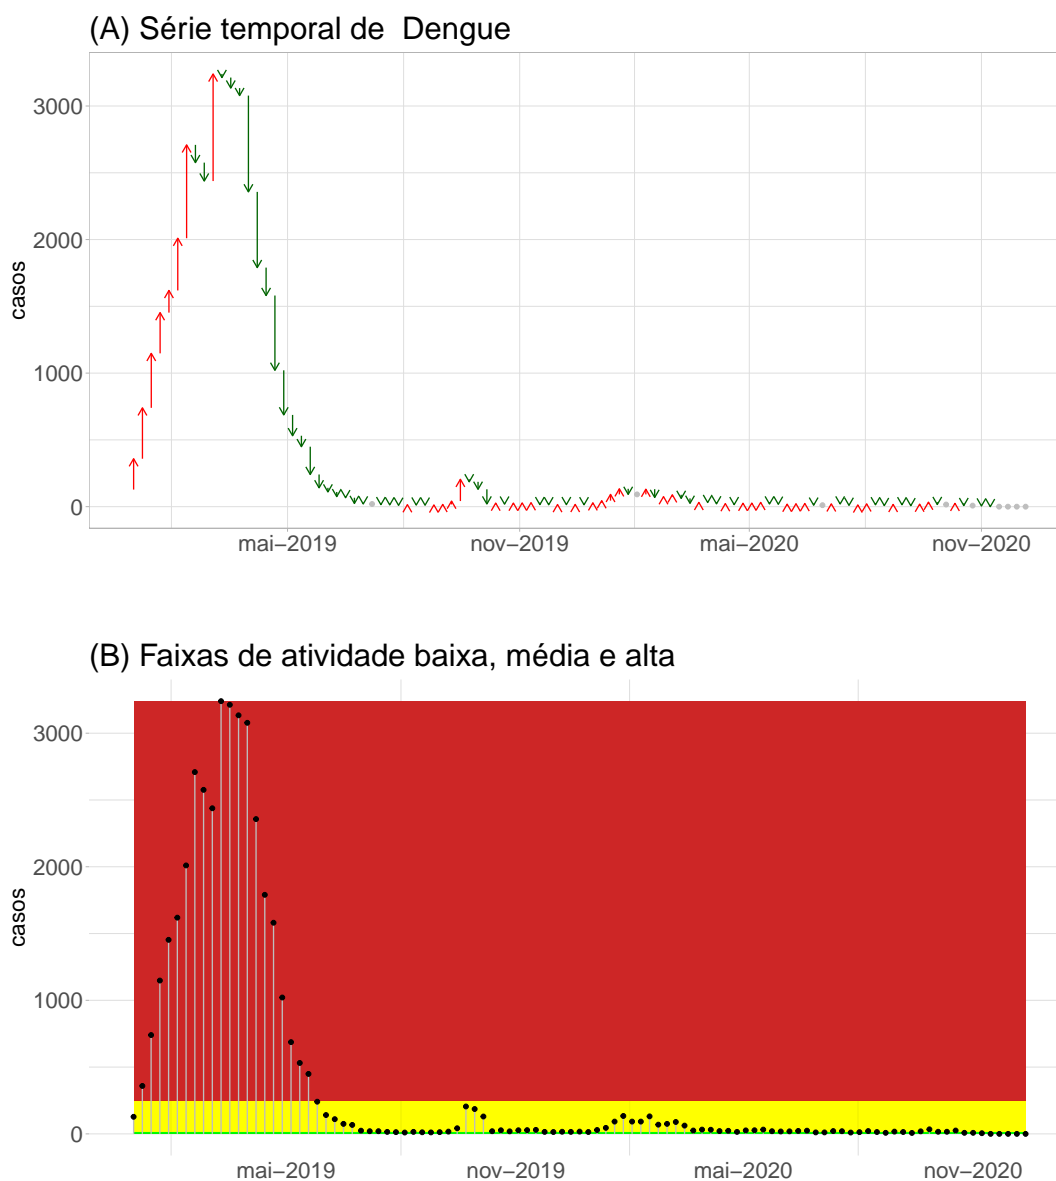 (A) Série temporal de  Dengue
3000
2000
1000
0
casos
mai−2019
nov−2019
mai−2020
nov−2020
(B) Faixas de atividade baixa, média e alta
3000
2000
1000
0
casos
mai−2019
nov−2019
mai−2020
nov−2020